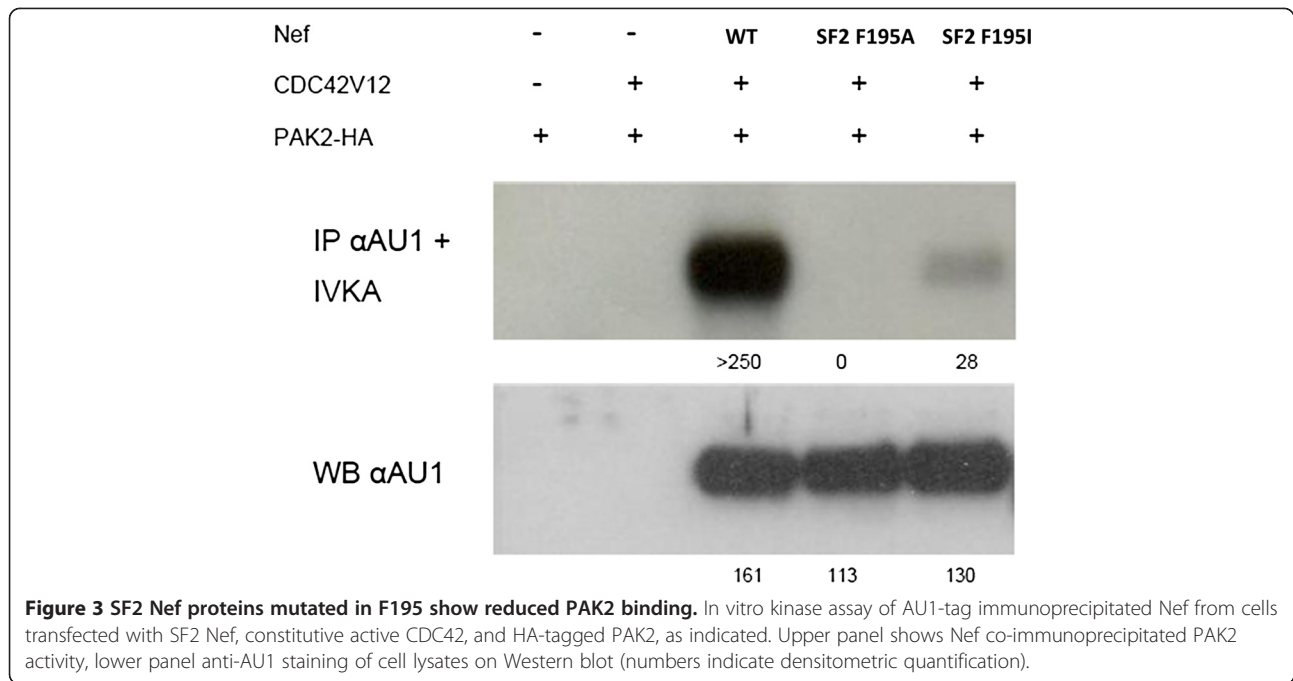 Nef - - WT SF2 F195A SF2 F195I
CDC42V12 - + + + +
PAK2-HA + + + + +
IP αAU1 +
IVKA
>250 0 28
WB αAU1
161 113 130
Figure 3 SF2 Nef proteins mutated in F195 show reduced PAK2 binding. In vitro kinase assay of AU1-tag immunoprecipitated Nef from cells
transfected with SF2 Nef, constitutive active CDC42, and HA-tagged PAK2, as indicated. Upper panel shows Nef co-immunoprecipitated PAK2
activity, lower panel anti-AU1 staining of cell lysates on Western blot (numbers indicate densitometric quantification).